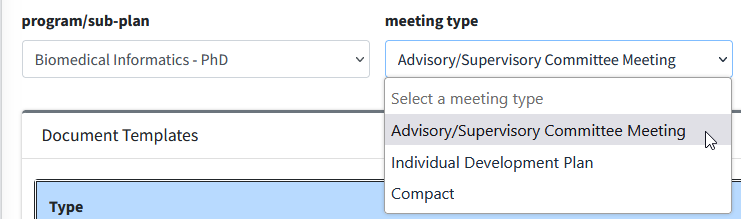 program/sub-plan
meeting type
Biomedical Informatics - PhD
Advisory/Supervisory Committee Meeting
Select a meeting type
Advisory/Supervisory Committee Meeting
Individual Development Plan
Compact
Document Templates
Type